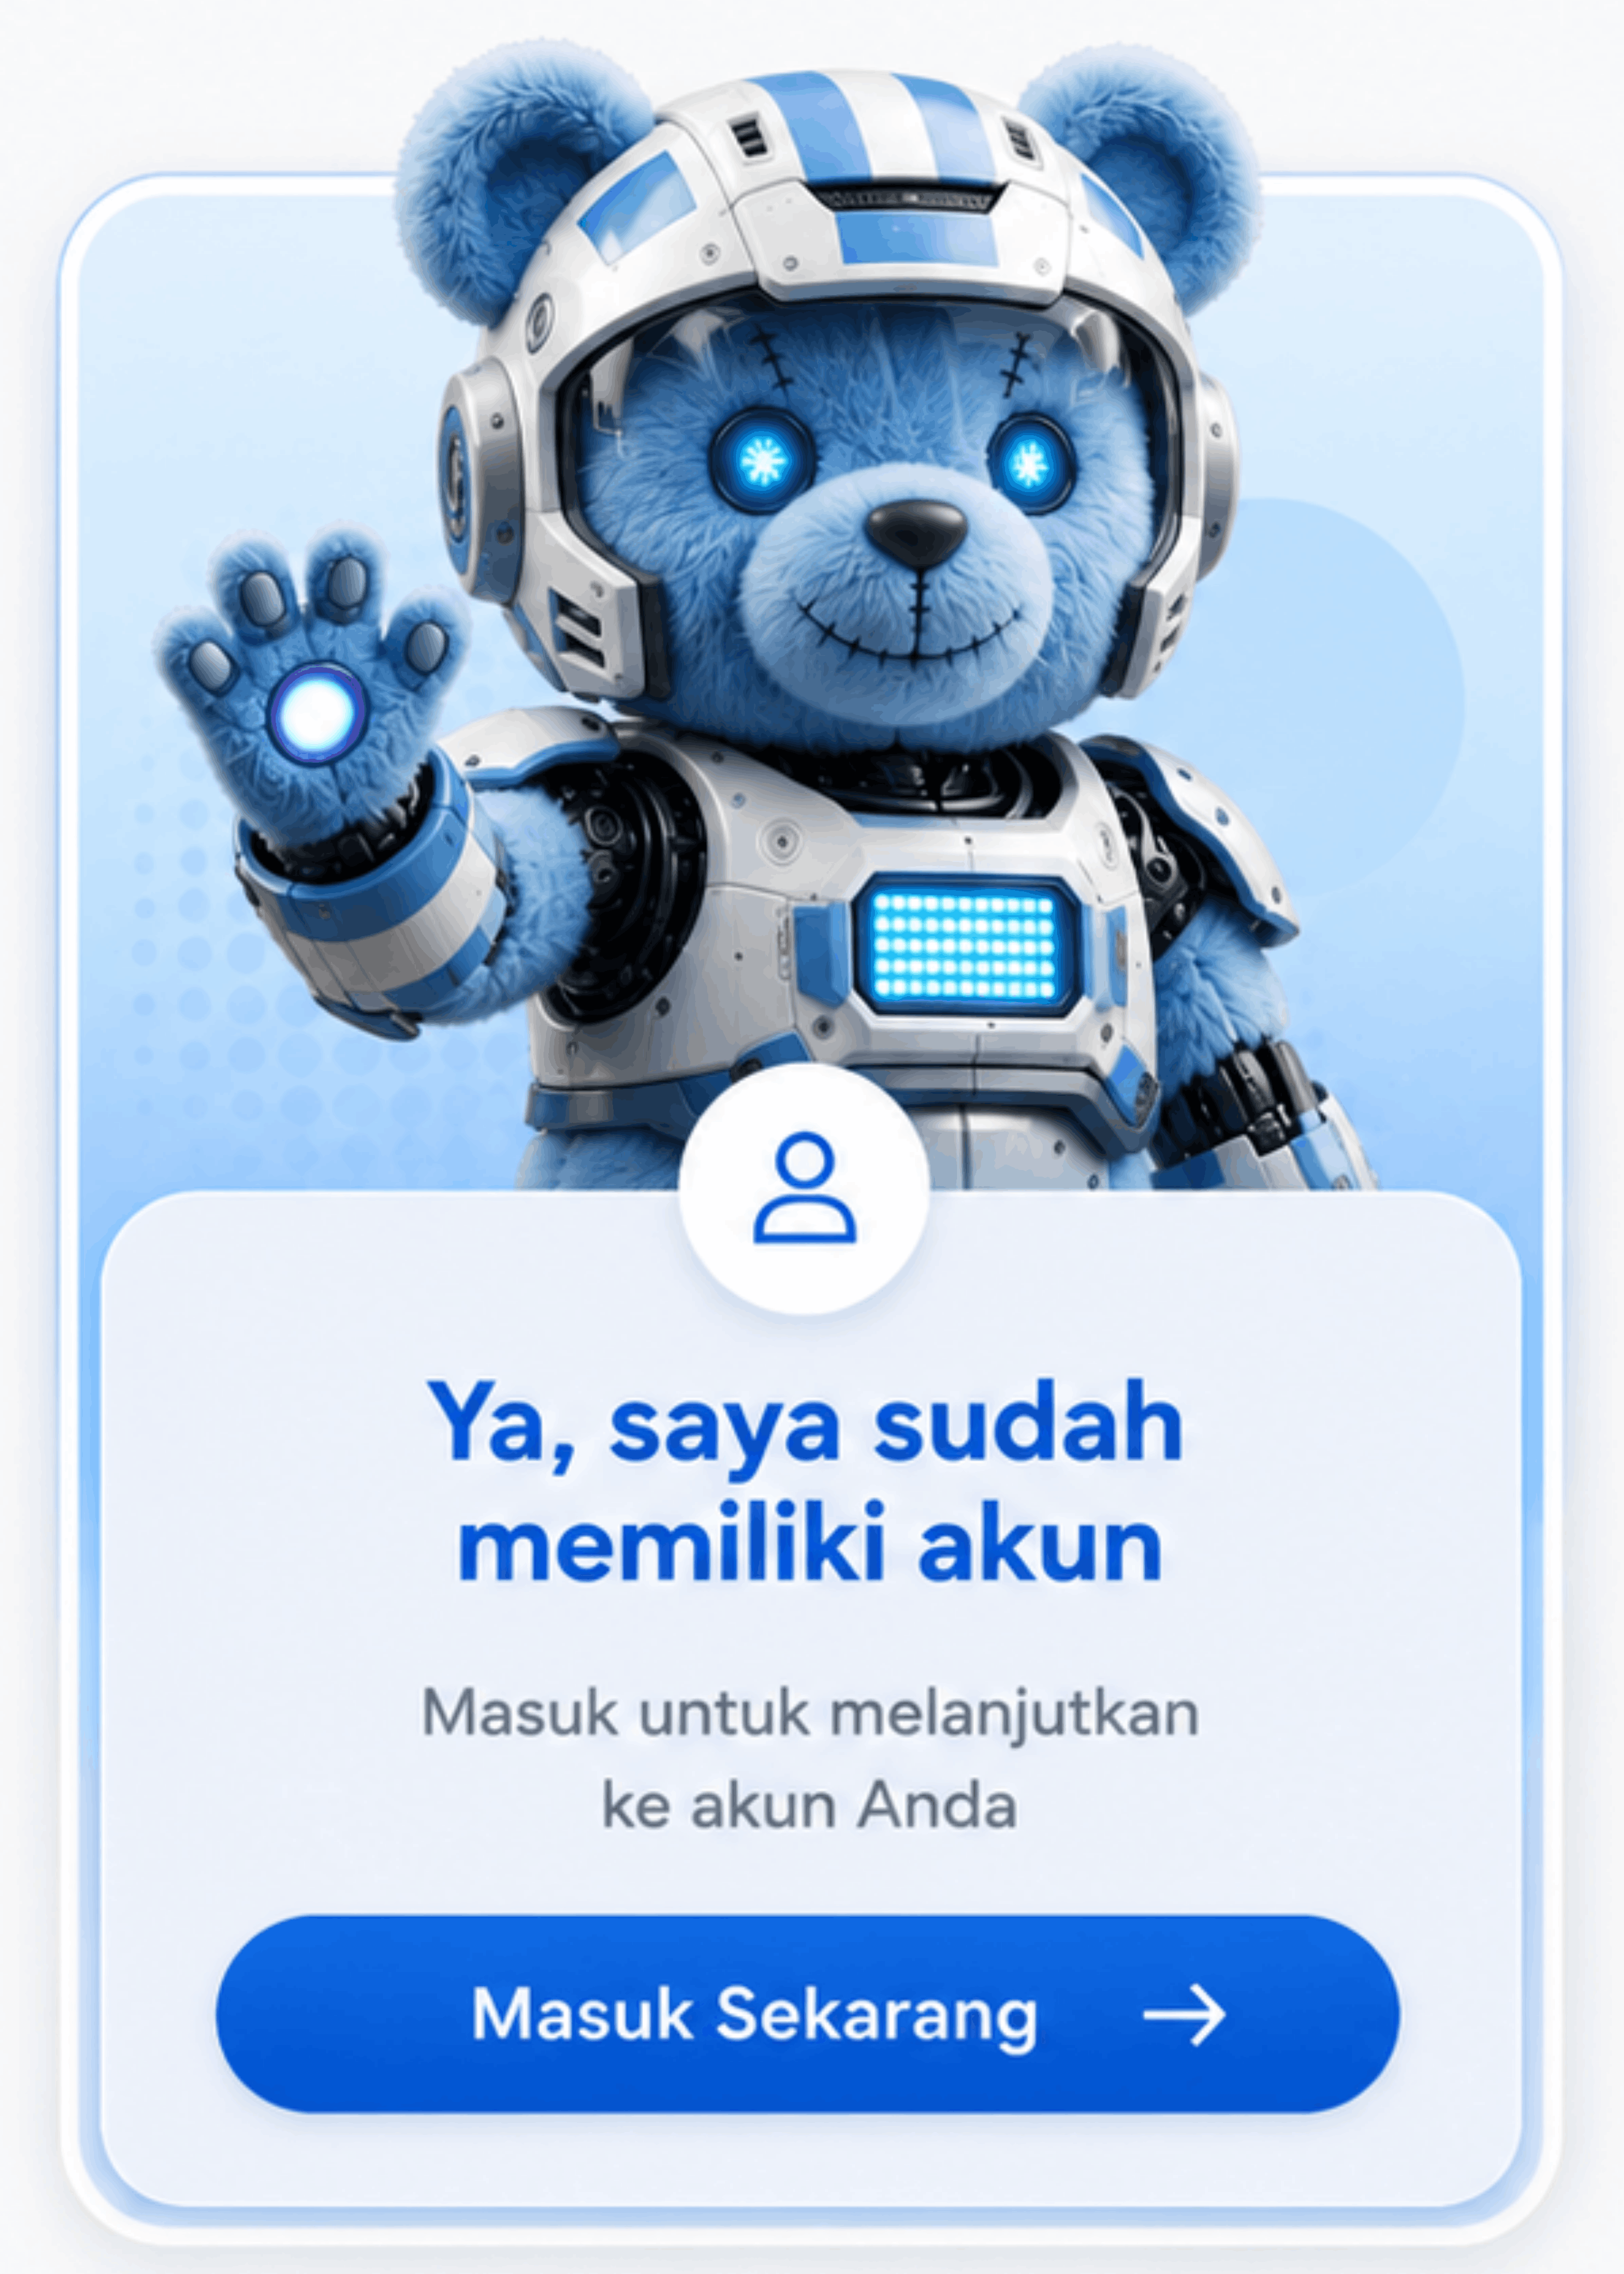 Ya, saya sudah
memiliki akun
Masuk untuk melanjutkan
ke akun Anda
Masuk Sekarang